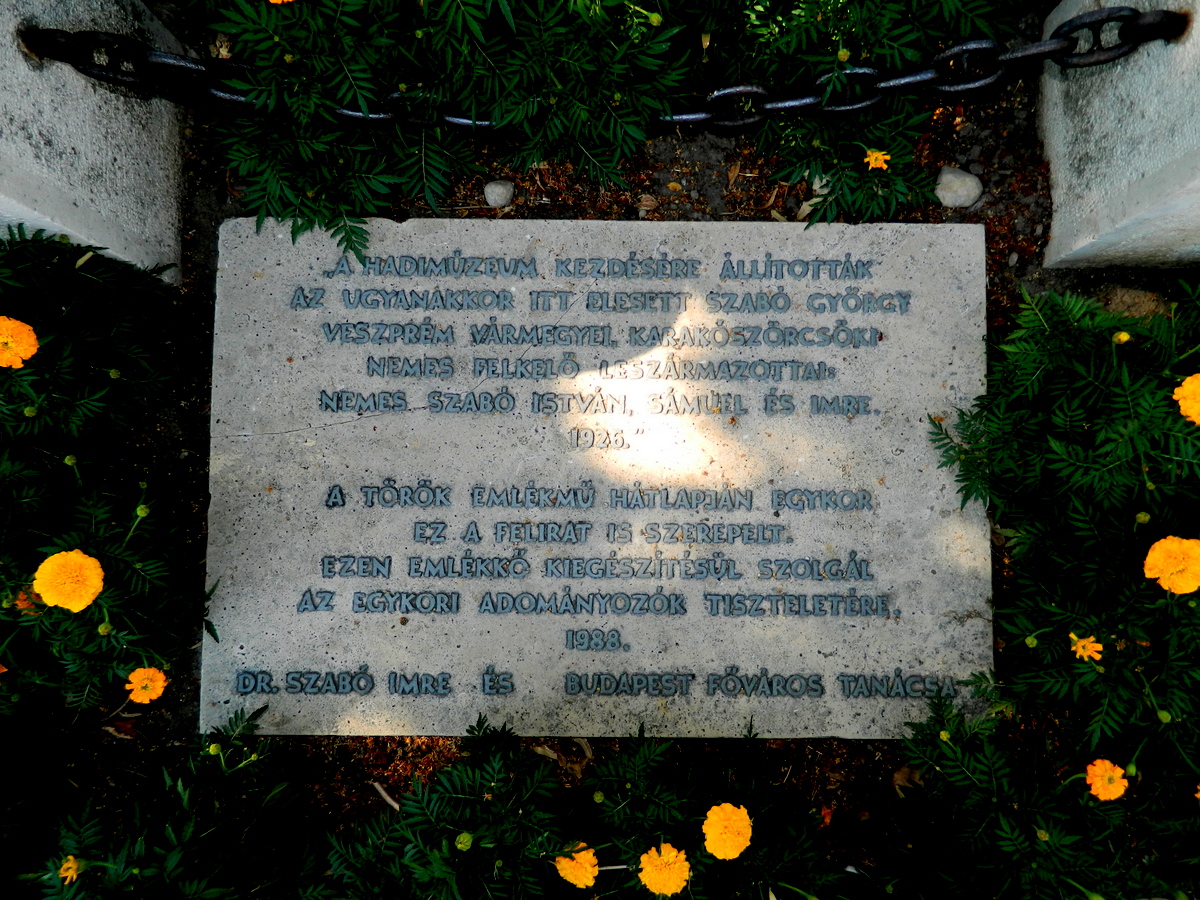 „A HADIMÚZEUM KEZDÉSÉRE ÁLLÍTOTTÁK
AZ UGYANAKKOR ITT ELESETT SZABÓ GYÖRGY
VESZPRÉM VÁRMEGYEI, KARAKÓSZÖRCSÖKI
NEMES FELKELŐ LESZÁRMAZOTTAI:
NEMES SZABÓ ISTVÁN, SÁMUEL ÉS IMRE.
1926."
A TÖRÖK EMLÉKMŰ HÁTLAPJÁN EGYKOR
EZ A FELIRAT IS SZEREPELT.
EZEN EMLÉKKŐ KIEGÉSZÍTÉSÜL SZOLGÁL
AZ EGYKORI ADOMÁNYOZÓK TISZTELETÉRE.
1988.
DR. SZABÓ IMRE ÉS BUDAPEST FŐVÁROS TANÁCSA